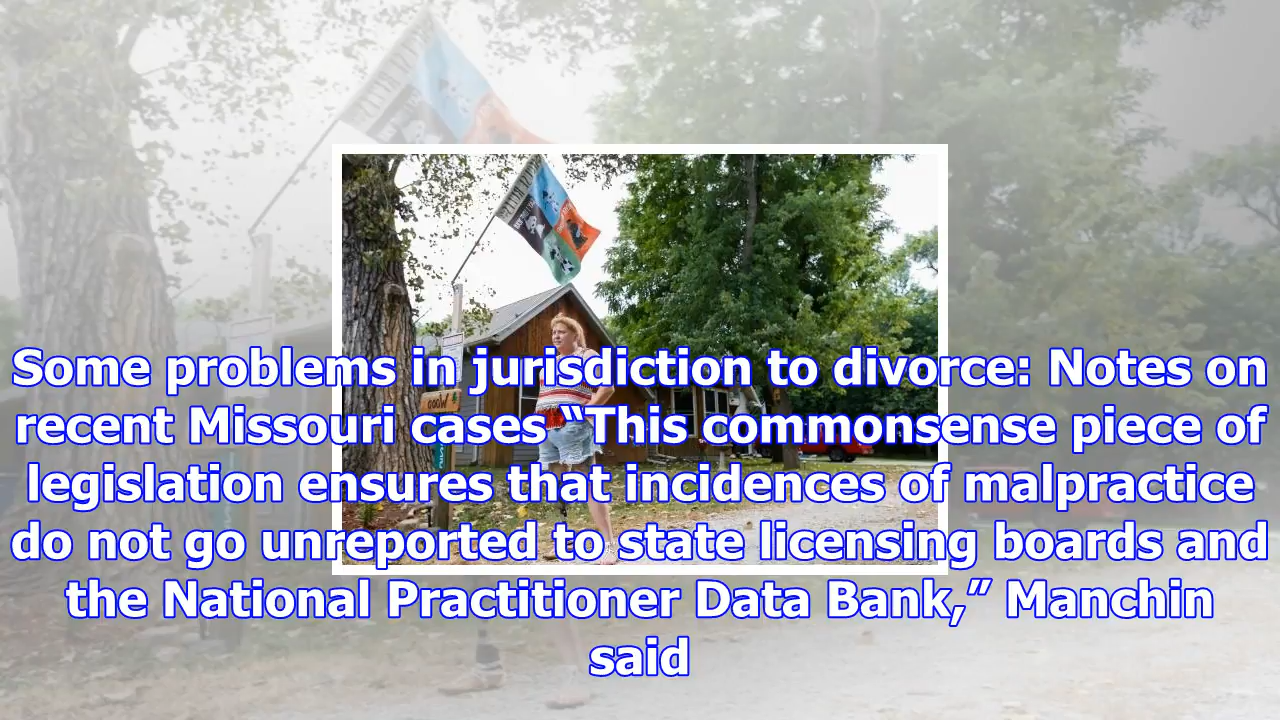 Some problems in jurisdiction to divorce: Notes on
recent Missouri cases “This commonsense piece of
legislation ensures that incidences of malpractice
do not go unreported to state licensing boards and
the National Practitioner Data Bank,” Manchin
said